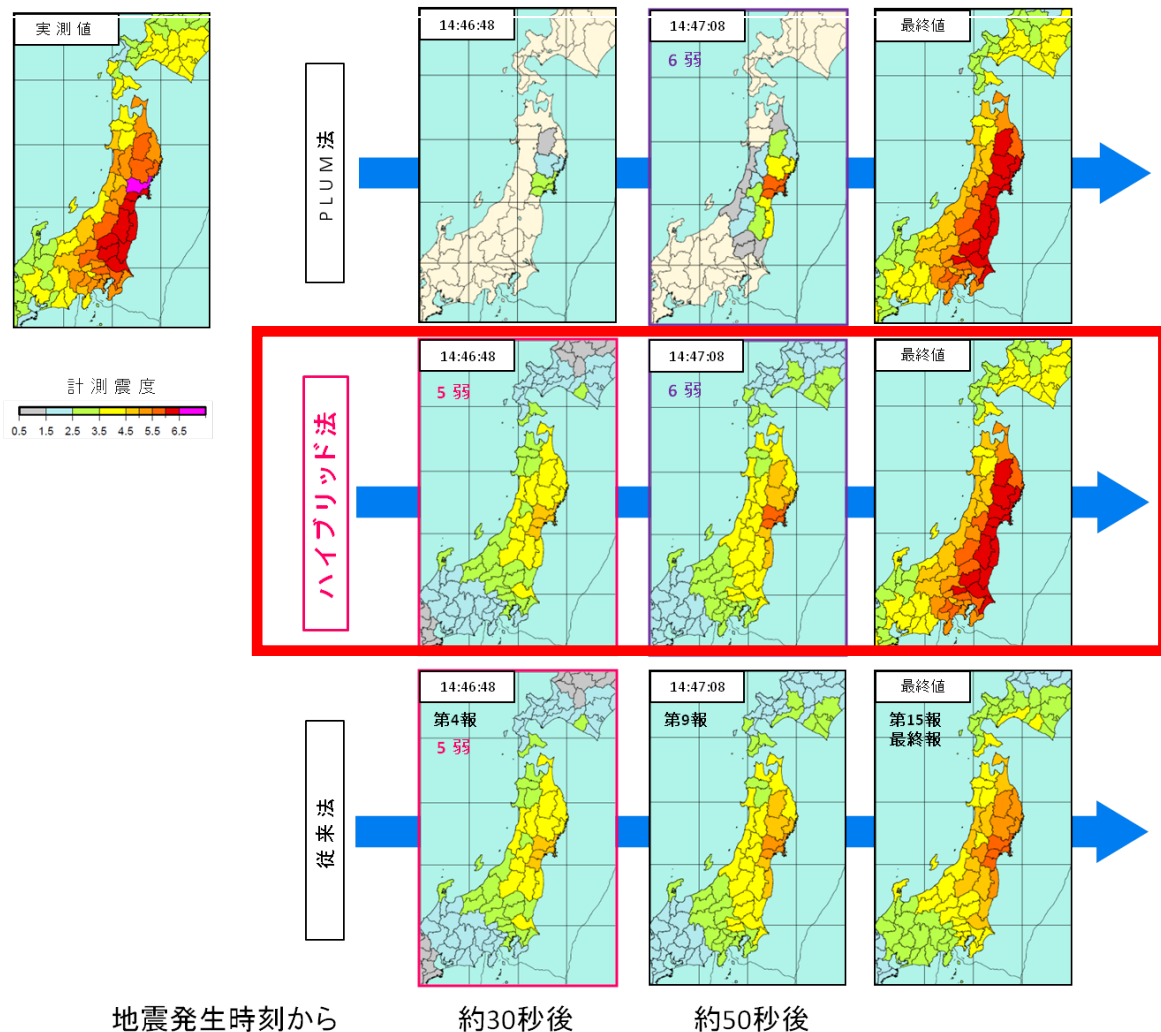 実測値
14:46:48
14:47:08
6弱
最終値
PLUM法
14:46:48
5弱
14:47:08
6弱
最終値
計測震度
0.5 1.5 2.5 3.5 4.5 5.5 6.5
ハイブリッド法
14:46:48
第4報
5弱
14:47:08
第9報
最終値
第15報
最終報
従来法
地震発生時刻から 約30秒後 約50秒後